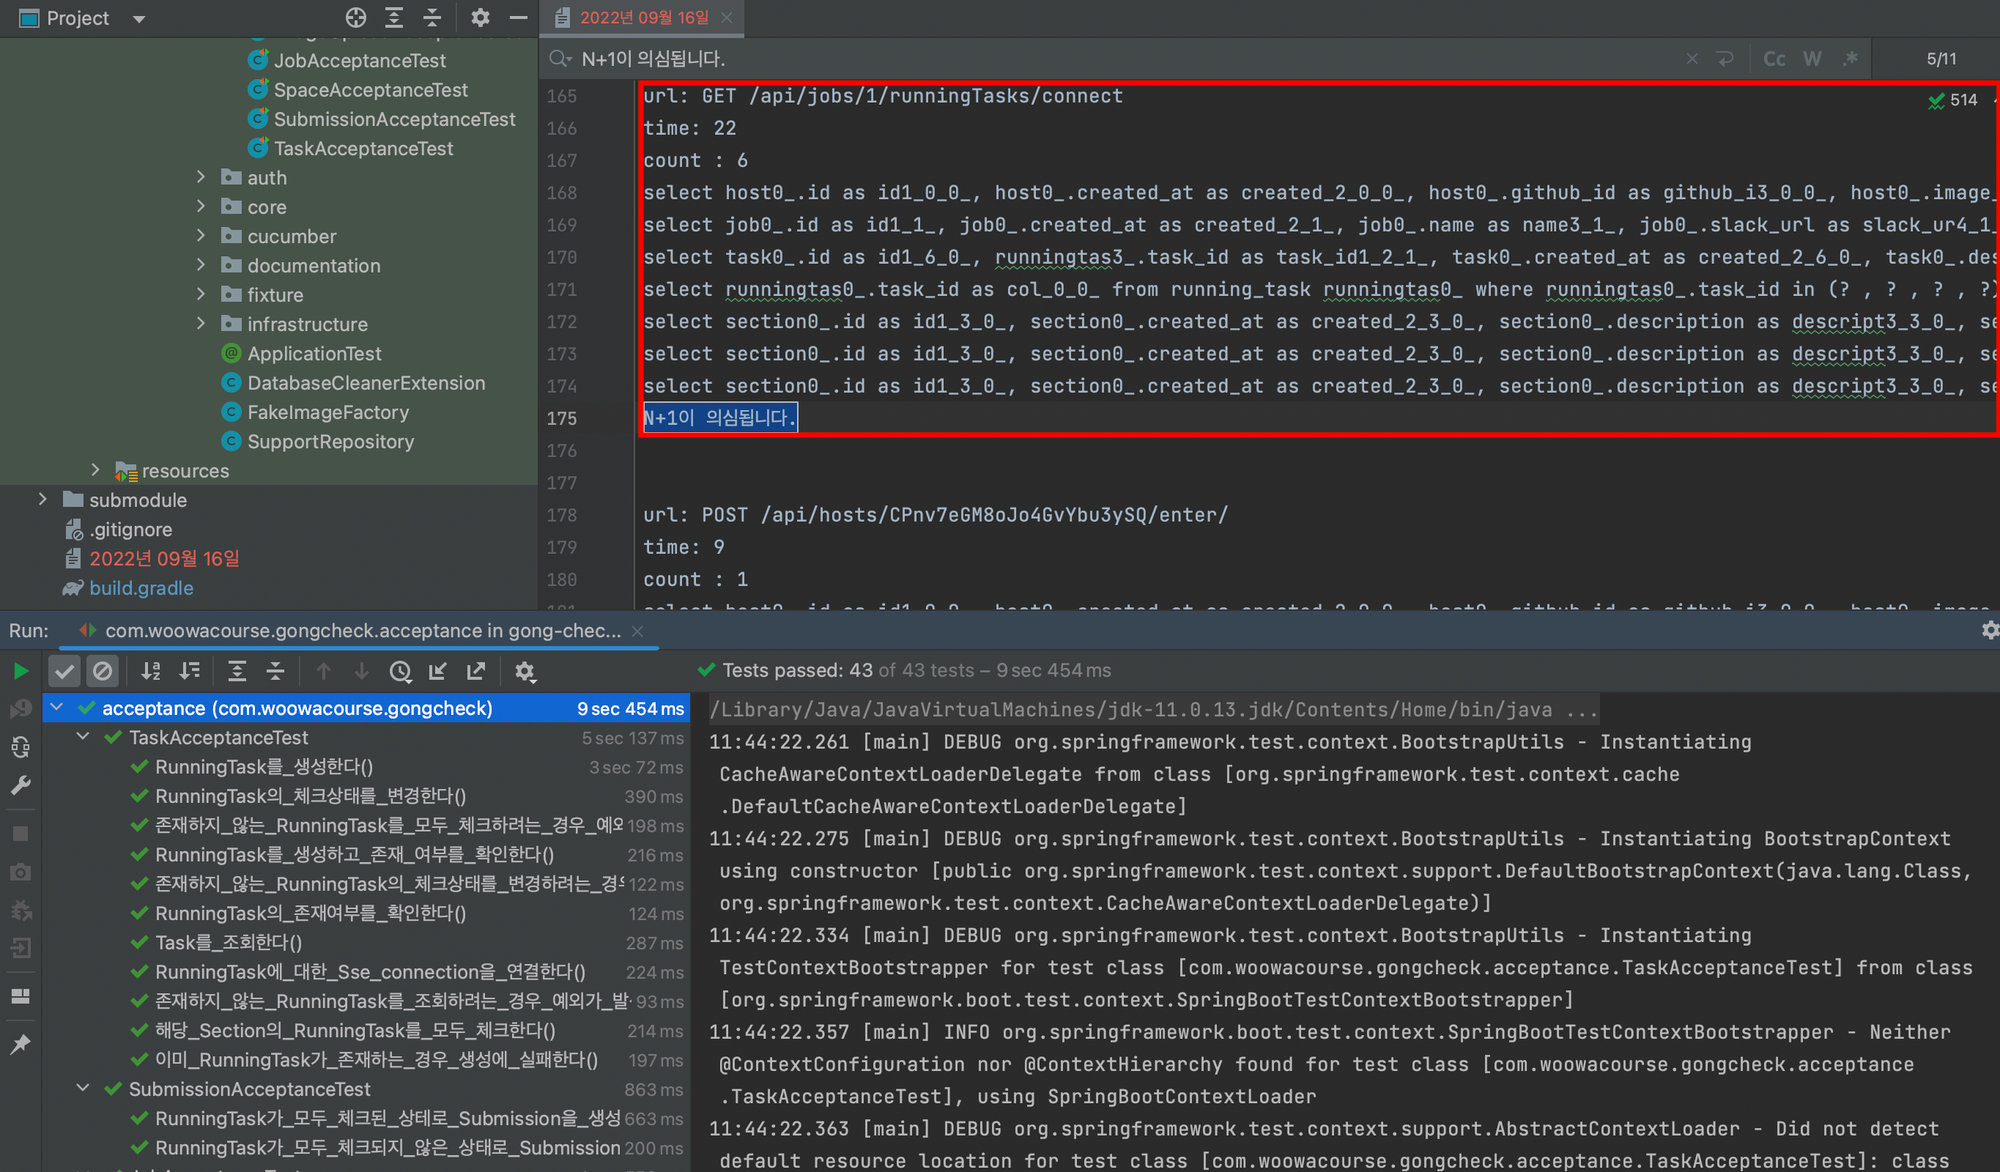 Project
2022년 09월 16일
JobAcceptanceTest
SpaceAcceptanceTest
SubmissionAcceptanceTest
TaskAcceptanceTest
auth
core
cucumber
documentation
fixture
infrastructure
ApplicationTest
DatabaseCleanerExtension
FakeImageFactory
SupportRepository
resources
submodule
.gitignore
2022년 09월 16일
build.gradle
N+1이 의심됩니다.
Cc W .* 5/11
514
165 url: GET /api/jobs/1/runningTasks/connect
166 time: 22
167 count : 6
168 select host0_.id as id1_0_0_, host0_.created_at as created_2_0_0_, host0_.github_id as github_i3_0_0_, host0_.image_
169 select job0_.id as id1_1_, job0_.created_at as created_2_1_, job0_.name as name3_1_, job0_.slack_url as slack_ur4_1_
170 select task0_.id as id1_6_0_, runningtas3_.task_id as task_id1_2_1_, task0_.created_at as created_2_6_0_, task0_.des
171 select runningtas0_.task_id as col_0_0_ from running_task runningtas0_ where runningtas0_.task_id in (? , ? , ? , ?)
172 select section0_.id as id1_3_0_, section0_.created_at as created_2_3_0_, section0_.description as descript3_3_0_, se
173 select section0_.id as id1_3_0_, section0_.created_at as created_2_3_0_, section0_.description as descript3_3_0_, se
174 select section0_.id as id1_3_0_, section0_.created_at as created_2_3_0_, section0_.description as descript3_3_0_, se
175 N+1이 의심됩니다.
176
177
178 url: POST /api/hosts/CPnv7eGM8oJo4GvYbu3ySQ/enter/
179 time: 9
180 count : 1
Run: com.woowacourse.gongcheck.acceptance in gong-chec...
Tests passed: 43 of 43 tests – 9 sec 454 ms
acceptance (com.woowacourse.gongcheck) 9 sec 454 ms
TaskAcceptanceTest 5 sec 137 ms
RunningTask를_생성한다() 3 sec 72 ms
RunningTask의_체크상태를_변경한다() 390 ms
존재하지_않는_RunningTask를_모두_체크하려는_경우_예외 198 ms
RunningTask를_생성하고_존재_여부를_확인한다() 216 ms
존재하지_않는_RunningTask의_체크상태를_변경하려는_경우 122 ms
RunningTask의_존재여부를_확인한다() 124 ms
Task를_조회한다() 287 ms
RunningTask에_대한_Sse_connection을_연결한다() 224 ms
존재하지_않는_RunningTask를_조회하려는_경우_예외가_발 93 ms
해당_Section의_RunningTask를_모두_체크한다() 214 ms
이미_RunningTask가_존재하는_경우_생성에_실패한다() 197 ms
SubmissionAcceptanceTest 863 ms
RunningTask가_모두_체크된_상테로_Submission을_생성 663 ms
RunningTask가_모두_체크되지_않은_상태로_Submission 200 ms
/Library/Java/JavaVirtualMachines/jdk-11.0.13.jdk/Contents/Home/bin/java ...
11:44:22.261 [main] DEBUG org.springframework.test.context.BootstrapUtils - Instantiating
CacheAwareContextLoaderDelegate from class [org.springframework.test.context.cache
.DefaultCacheAwareContextLoaderDelegate]
11:44:22.275 [main] DEBUG org.springframework.test.context.BootstrapUtils - Instantiating BootstrapContext
using constructor [public org.springframework.test.context.support.DefaultBootstrapContext(java.lang.Class,
org.springframework.test.context.CacheAwareContextLoaderDelegate)]
11:44:22.334 [main] DEBUG org.springframework.test.context.BootstrapUtils - Instantiating
TestContextBootstrapper for test class [com.woowacourse.gongcheck.acceptance.TaskAcceptanceTest] from class
[org.springframework.boot.test.context.SpringBootTestContextBootstrapper]
11:44:22.357 [main] INFO org.springframework.boot.test.context.SpringBootTestContextBootstrapper - Neither
@ContextConfiguration nor @ContextHierarchy found for test class [com.woowacourse.gongcheck.acceptance
.TaskAcceptanceTest], using SpringBootContextLoader
11:44:22.363 [main] DEBUG org.springframework.test.context.support.AbstractContextLoader - Did not detect
default resource location for test class [com.woowacourse.gongcheck.acceptance.TaskAcceptanceTest]: class